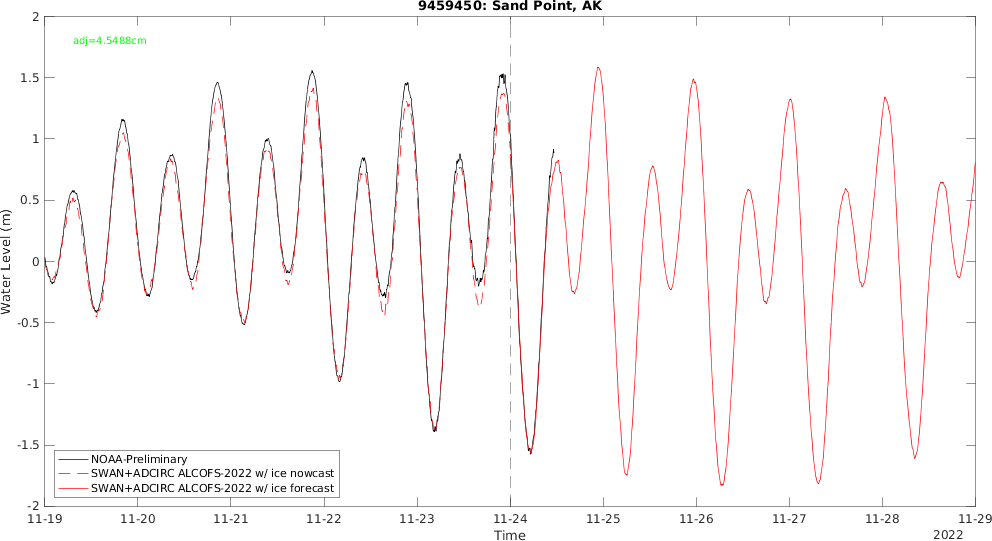 9459450: Sand Point, AK
adj=4.5488cm
2
1.5
1
0.5
0
-0.5
-1
-1.5
-2
Water Level (m)
NOAA-Preliminary
SWAN+ADCIRC ALCOFS-2022 w/ ice nowcast
SWAN+ADCIRC ALCOFS-2022 w/ ice forecast
11-19 11-20 11-21 11-22 11-23 11-24 11-25 11-26 11-27 11-28 11-29
Time
2022